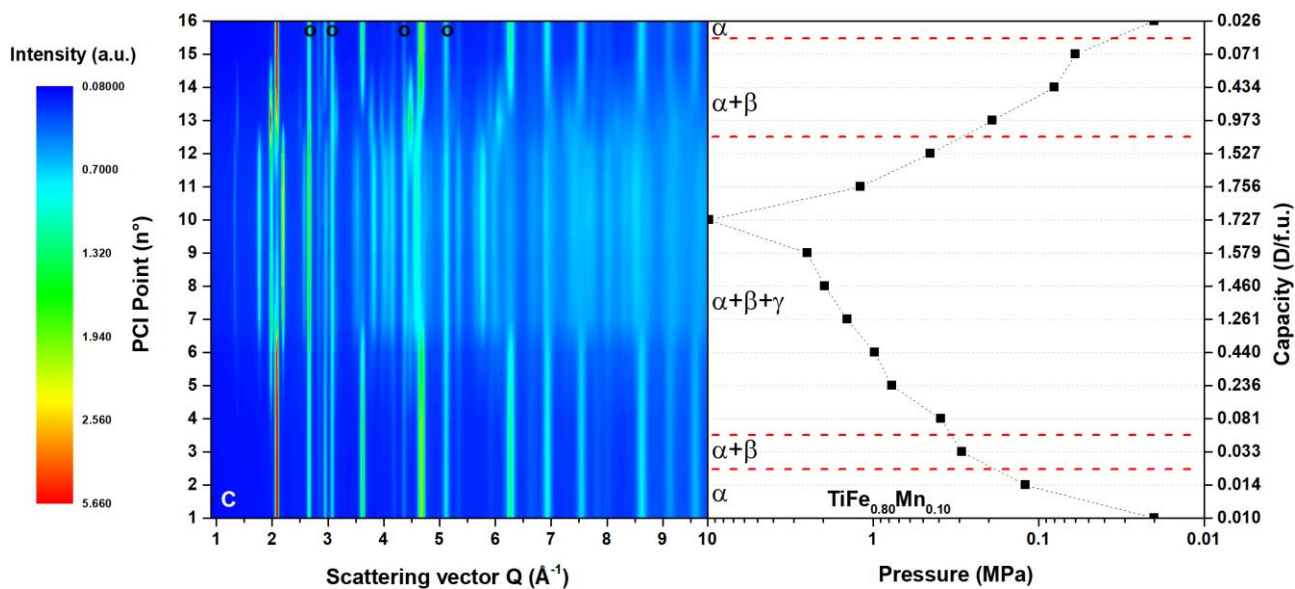 Intensity (a.u.)
0.08000
0.7000
1.320
1.940
2.560
5.660
PCI Point (n°)
16
15
14
13
12
11
10
9
8
7
6
5
4
3
2
1
o o o o
C
1 2 3 4 5 6 7 8 9 10
Scattering vector Q (Å⁻¹)
α
α+β
α+β+γ
α+β
α
TiFe₀.₈₀Mn₀.₁₀
1 0.1 0.01
Pressure (MPa)
0.026
0.071
0.434
0.973
1.527
1.756
1.727
1.579
1.460
1.261
0.440
0.236
0.081
0.033
0.014
0.010
Capacity (D/f.u.)